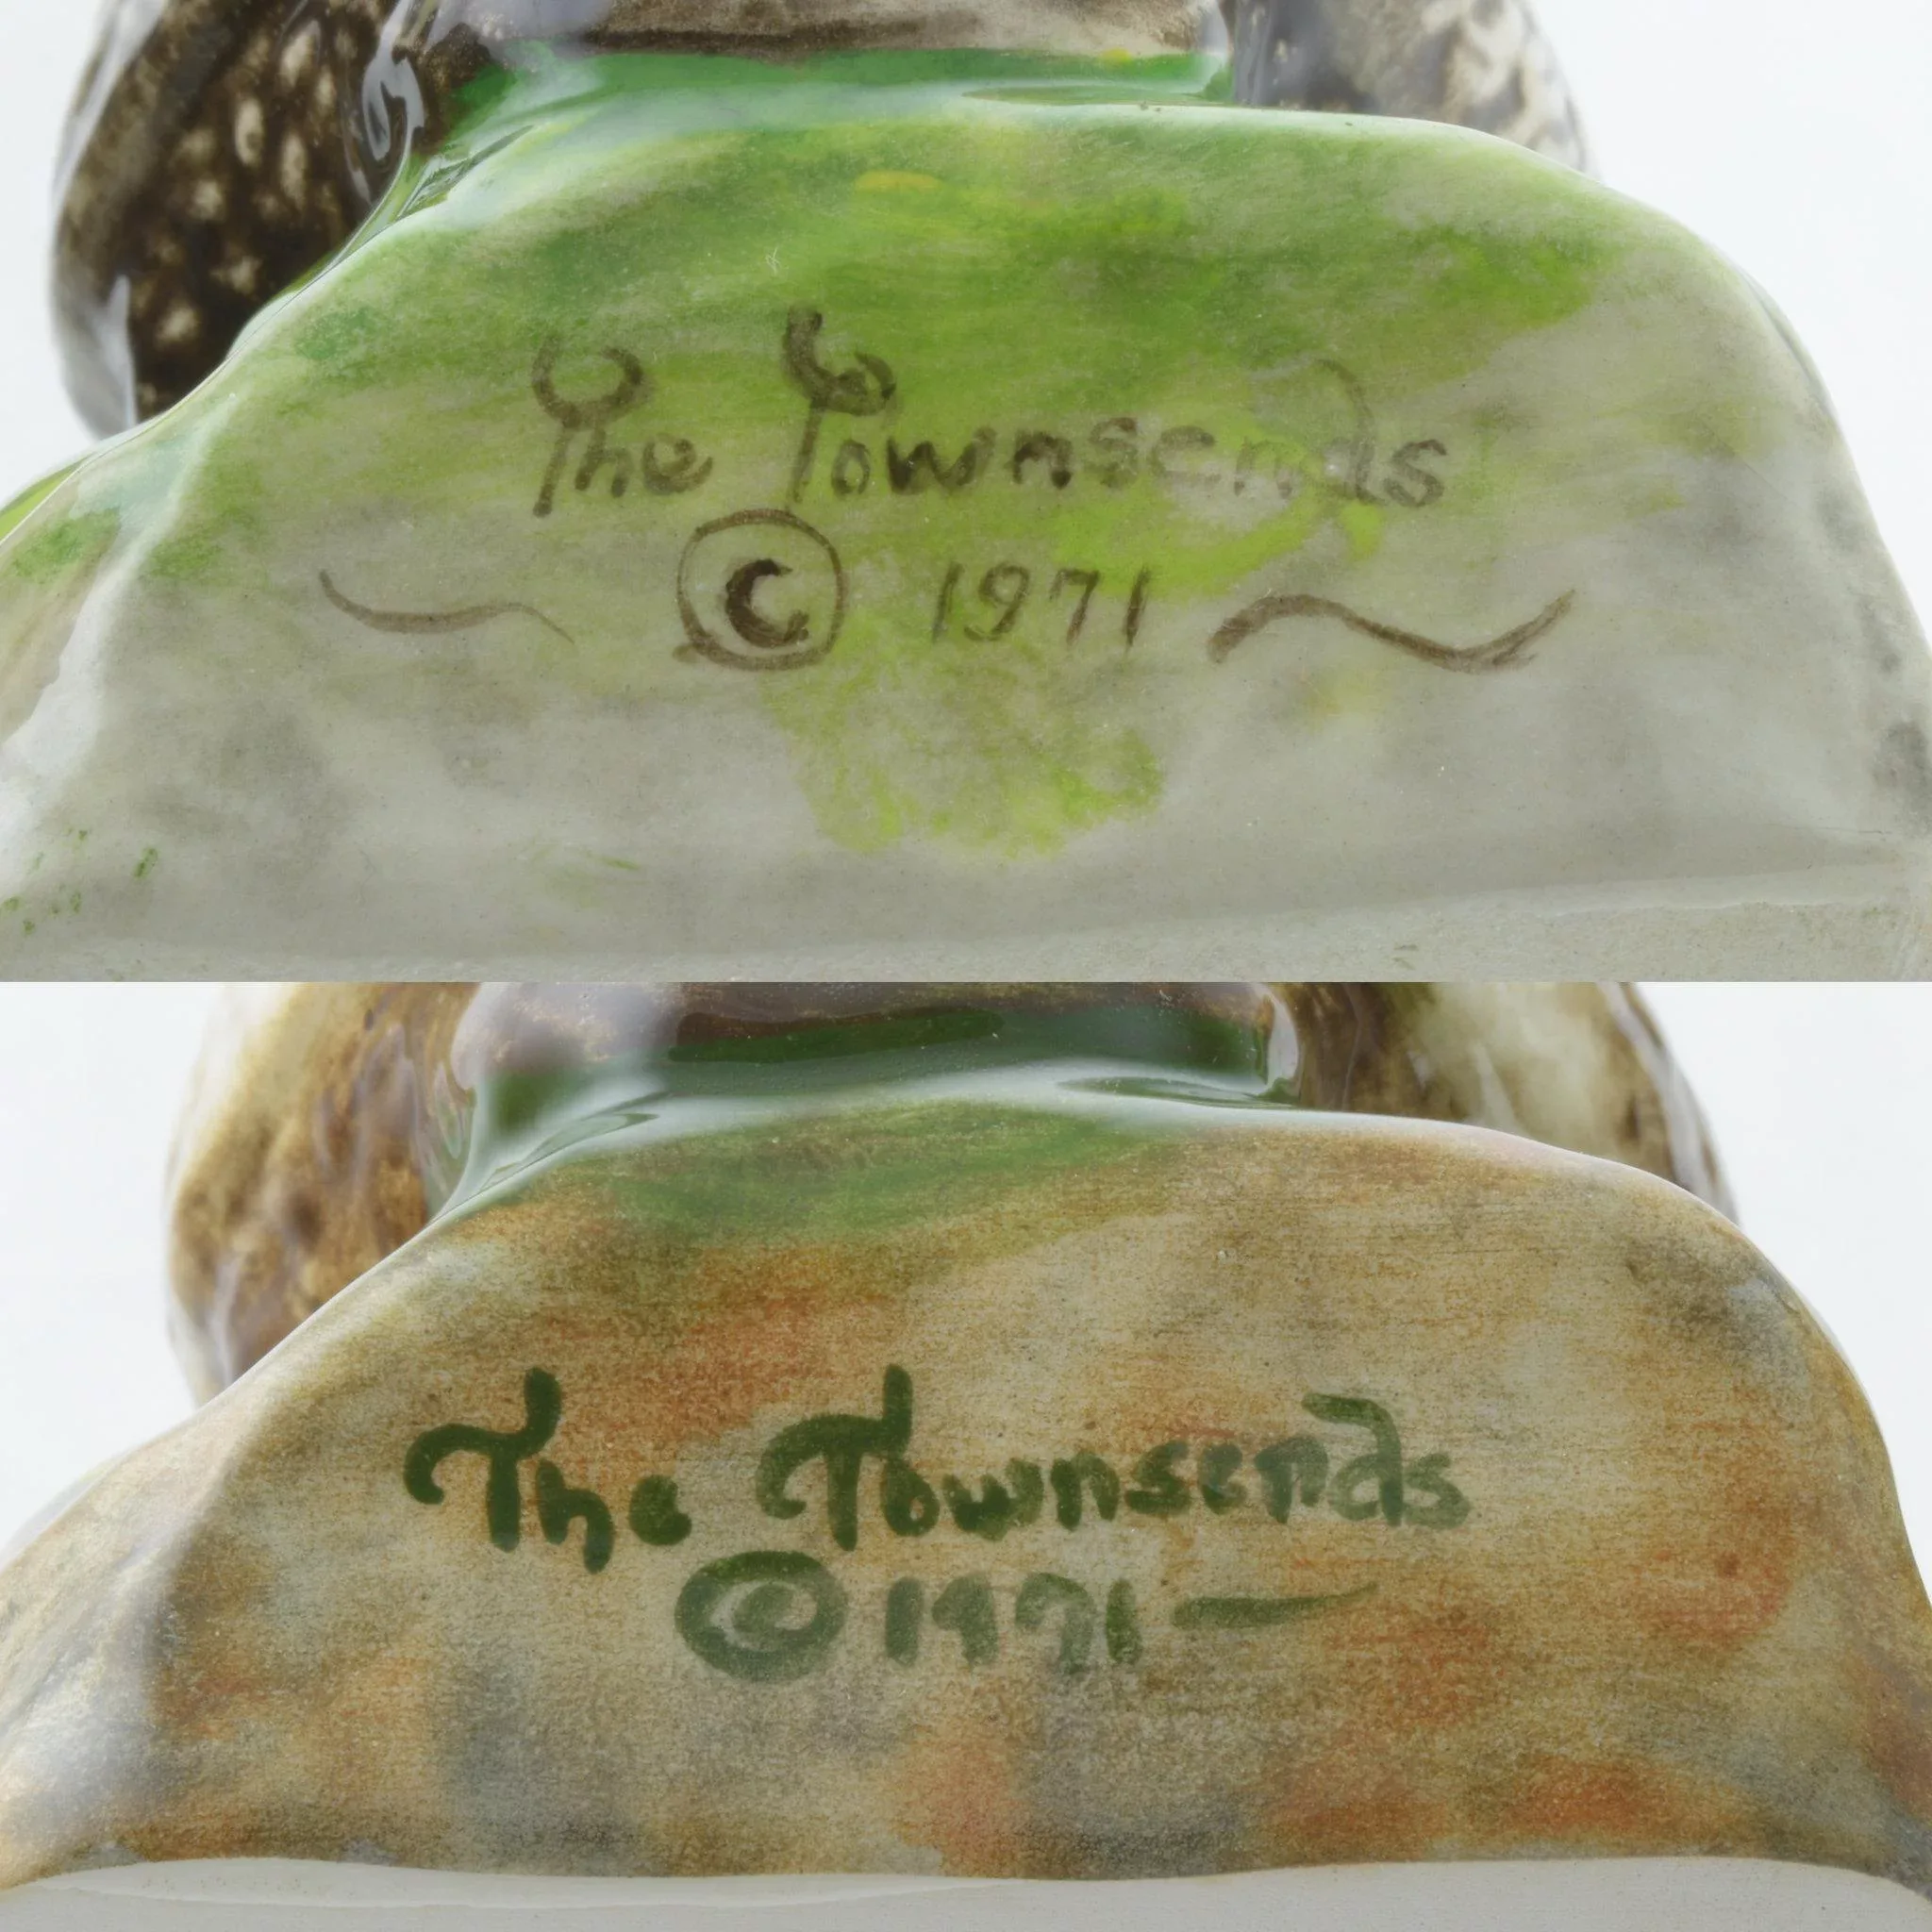 The Townsends
~ © 1971 ~
The Townsends
© 1971 —